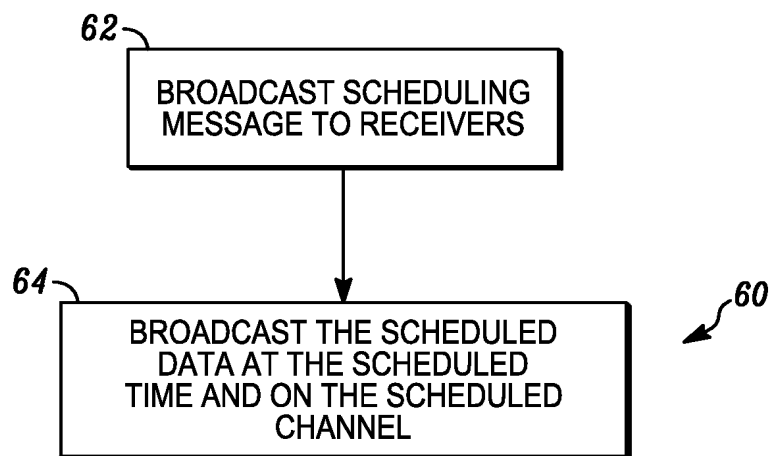 62
BROADCAST SCHEDULING
MESSAGE TO RECEIVERS
64
BROADCAST THE SCHEDULED
DATA AT THE SCHEDULED
TIME AND ON THE SCHEDULED
CHANNEL
60